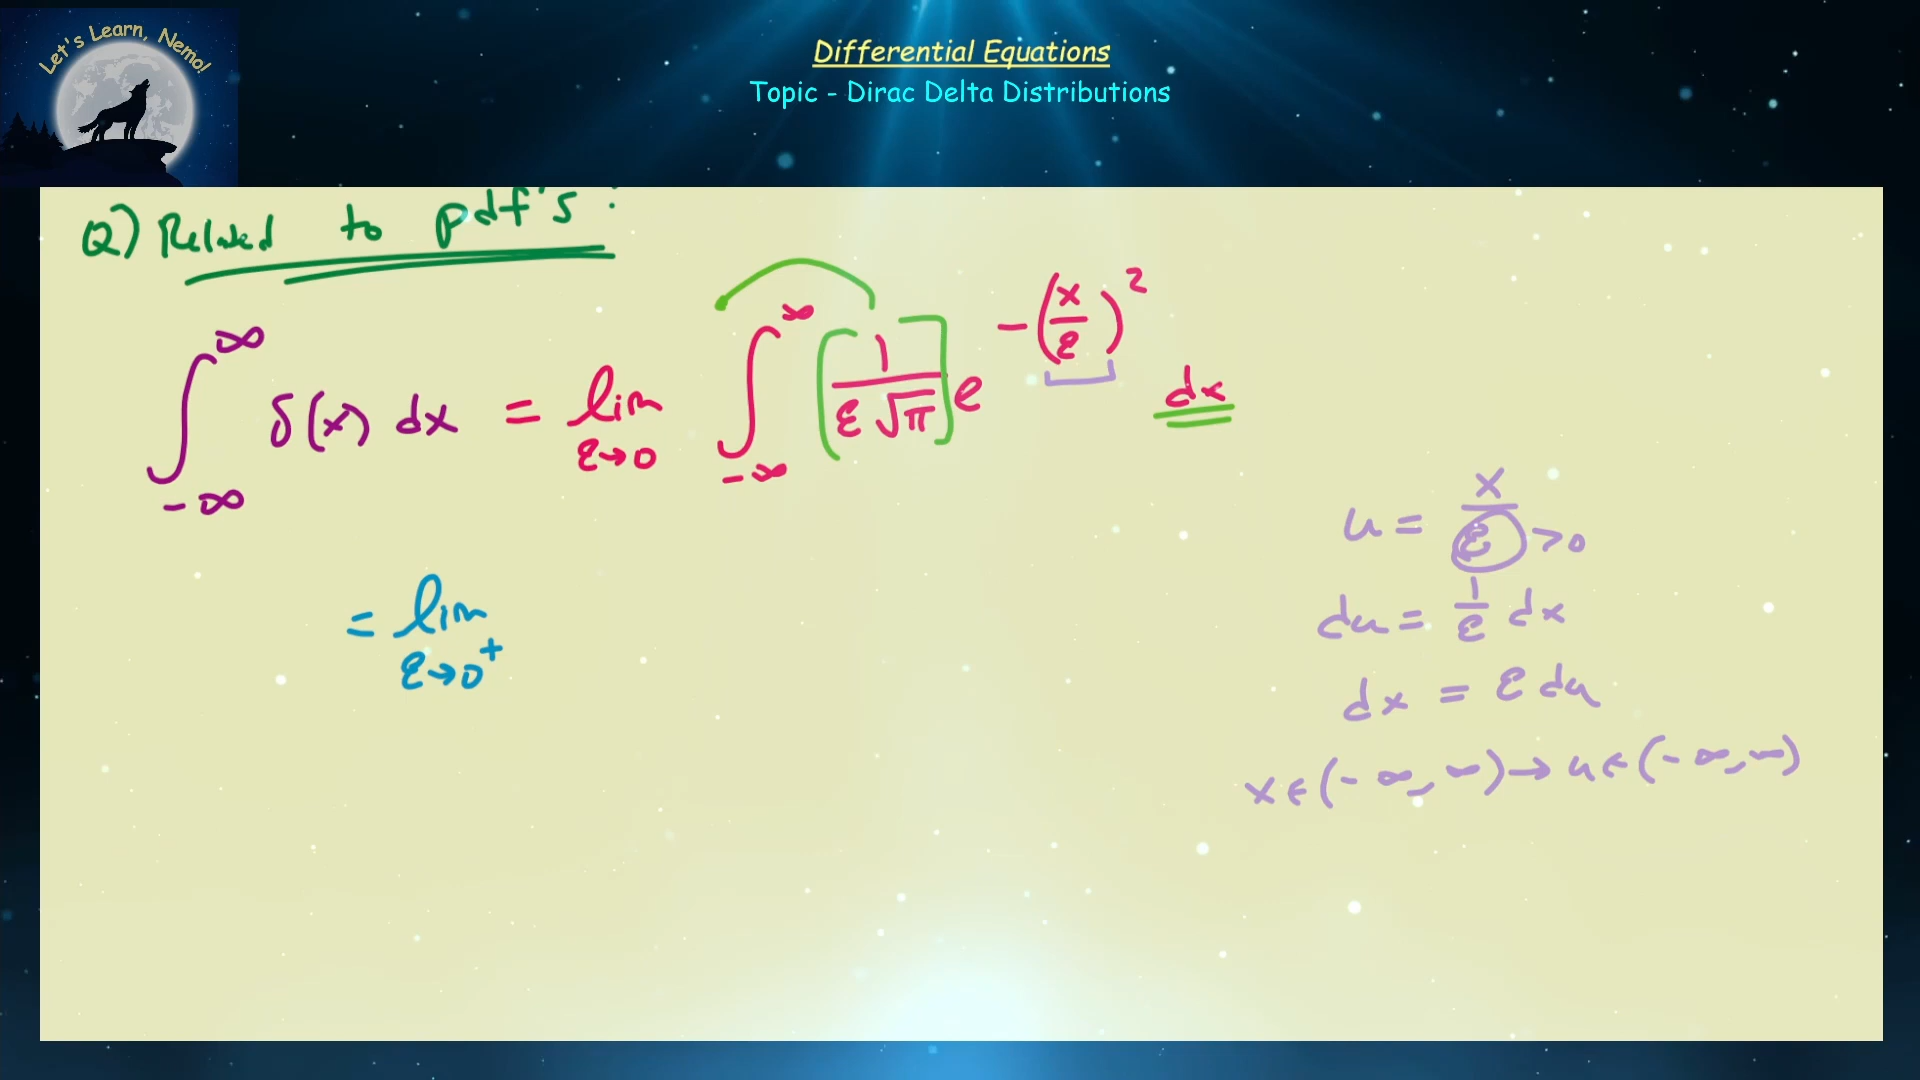 Let's Learn, Nemo!
Differential Equations
Topic - Dirac Delta Distributions
Q) Related to pdf's :
∫_{-∞}^{∞} δ(x) dx = lim_{ε→0} ∫_{-∞}^{∞} [1/(ε√π)] e^{-(x/ε)^2} dx
u = x/ε >0
= lim_{ε→0^+}
du = 1/ε dx
dx = ε du
x ∈ (-∞, ∞) → u ∈ (-∞, ∞)